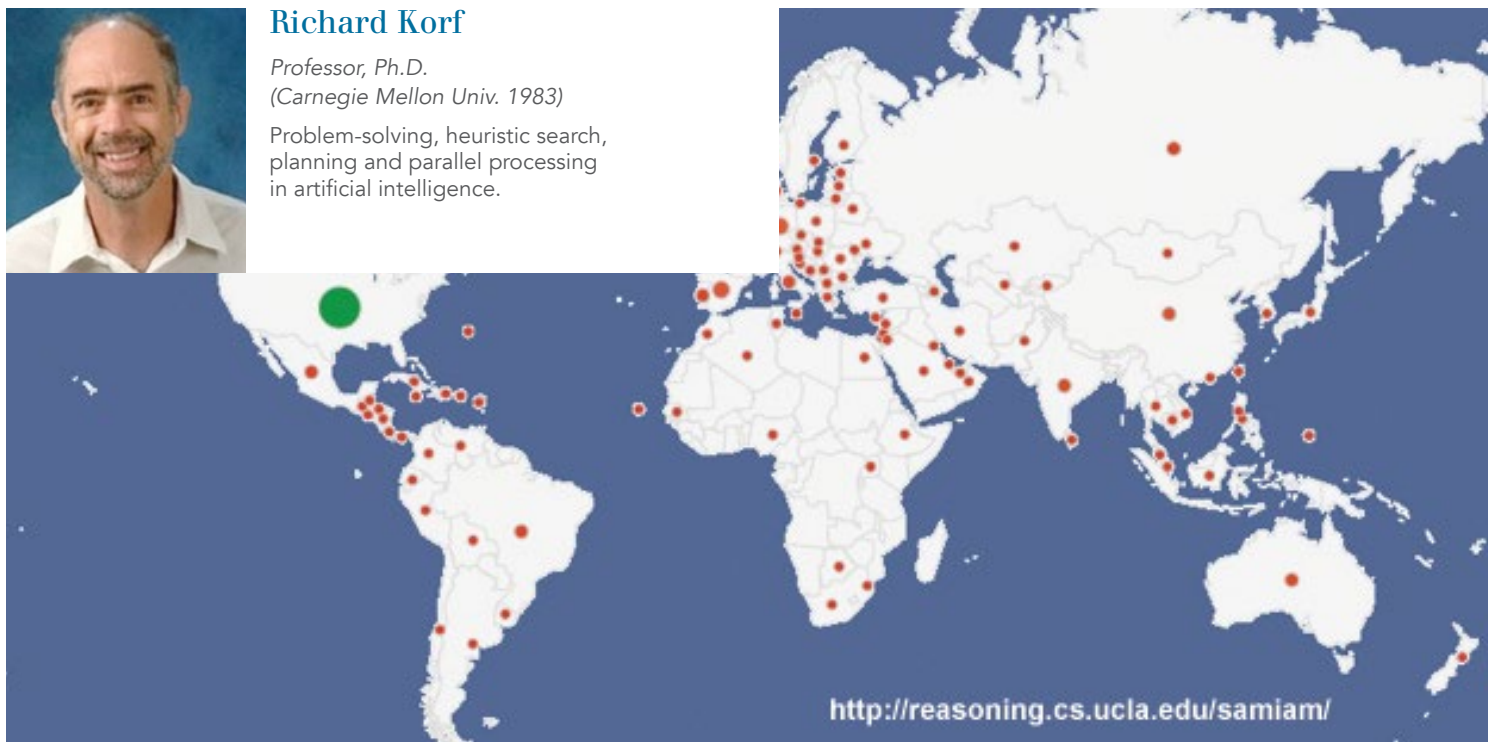 Richard Korf
Professor, Ph.D.
(Carnegie Mellon Univ. 1983)
Problem-solving, heuristic search,
planning and parallel processing
in artificial intelligence.
http://reasoning.cs.ucla.edu/samiam/